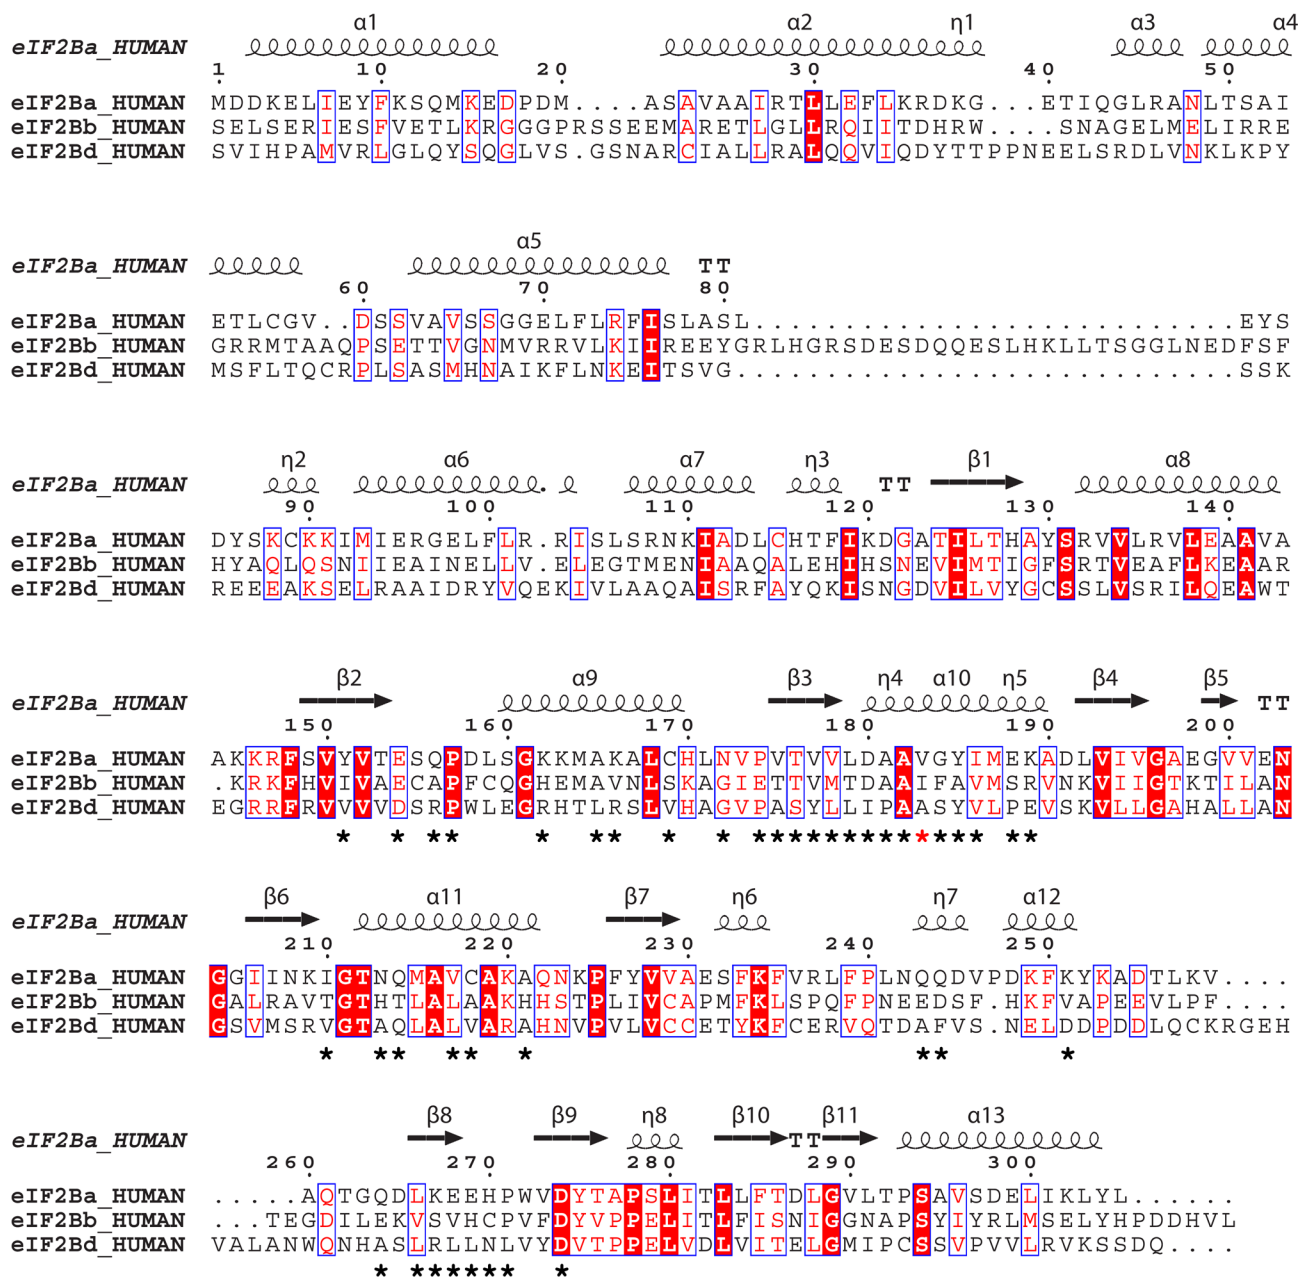 α1 α2 η1 α3 α4
eIF2Ba_HUMAN
1 10 20 30 40 50
eIF2Ba_HUMAN MDDKELIEYFKSQMKEDPDM....ASAVAAIRTLLEFLKRDKG...ETIQGLRANLTSAI
eIF2Bb_HUMAN SELSERIESFVETLKRGGGPRSSEEMARETLGLLRQIITDHRW....SNAGELMELIRRE
eIF2Bd_HUMAN SVIHPAMVRLGLQYSQGLVS.GSNARCIALLRALQQVIQDYTTPPNEELSRDLVNKLKPY
α5
eIF2Ba_HUMAN TT
60 70 80
eIF2Ba_HUMAN ETLCGV..DSSVAVSSGGELFLRFISLASL...........................EYS
eIF2Bb_HUMAN GRRMTAAQPSETTVGNMVRRVLKIIREEYGRLHGRSDESDQQESLHKLLTSGGLNEDFSF
eIF2Bd_HUMAN MSFLTQCRPLSASMHNAIKFLNKEITSVG............................SSK
η2 α6 α7 η3 β1 α8
eIF2Ba_HUMAN . TT
90 100 110 120 130 140
eIF2Ba_HUMAN DYSKCKKIMIERGELFLR.RISLSRNKIADLCHTFIKDGATILTHAYSRVVLRVLEAAVA
eIF2Bb_HUMAN HYAQLQSNIIEAINELLV.ELEGTMENIAAQALEHIHSNEVIMTIGFSRTVEAFLKEAAR
eIF2Bd_HUMAN REEEAKSELRAAIDRYVQEKIVLAAQAISRFAYQKISNGDVILVYGCSSLVSRILQEAWT
β2 α9 β3 η4 α10 η5 β4 β5
eIF2Ba_HUMAN TT
150 160 170 180 190 200
eIF2Ba_HUMAN AKKRFSVYVTESQPDLSGKKMAKALCHLNVPVTVVLDAAVGYIMEKADLVIVGAEGVVEN
eIF2Bb_HUMAN .KRKFHVIVAECAPFCQGHEMAVNLSKAGIETTVMTDAAIFAVMSRVNKVIIGTKTILAN
eIF2Bd_HUMAN EGRRFRVVVVDSRPWLEGRHTLRSLVHAGVPASYLLIPAASYVLPEVSKVLLGAHALLAN
* * ** * ** * * ************* **
β6 α11 β7 η6 η7 α12
eIF2Ba_HUMAN
210 220 230 240 250
eIF2Ba_HUMAN GGIINKIGTNQMAVCAKAQNKPFYVVAESFKFVRLFPLNQQDVPDKFKYKADTLKV....
eIF2Bb_HUMAN GALRAVTGTHTLALAAKHHSTPLIVCAPMFKLSPQFPNEEDSF.HKFVAPEEVLPF....
eIF2Bd_HUMAN GSVMSRVGTAQLALVARAHNVPVLVCCETYKFCERVQTDAFVS.NELDDPDDLQCKRGEH
* ** ** * ** *
β8 β9 η8 β10 β11 α13
eIF2Ba_HUMAN TT
260 270 280 290 300
eIF2Ba_HUMAN .....AQTGQDLKEEHPWVDYTAPSLITLLFTDLGVLTPSAVSDELIKLYL......
eIF2Bb_HUMAN ...TEGDILEKVSVHCPVFDYVPPELITLFISNIGGNAPSYIYRLMSELYHPDDHVL
eIF2Bd_HUMAN VALANWQNHASLRLLNLVYDVTPPELVDLVITELGMIPCSSVPVVLRVKSSDQ....
* ****** *